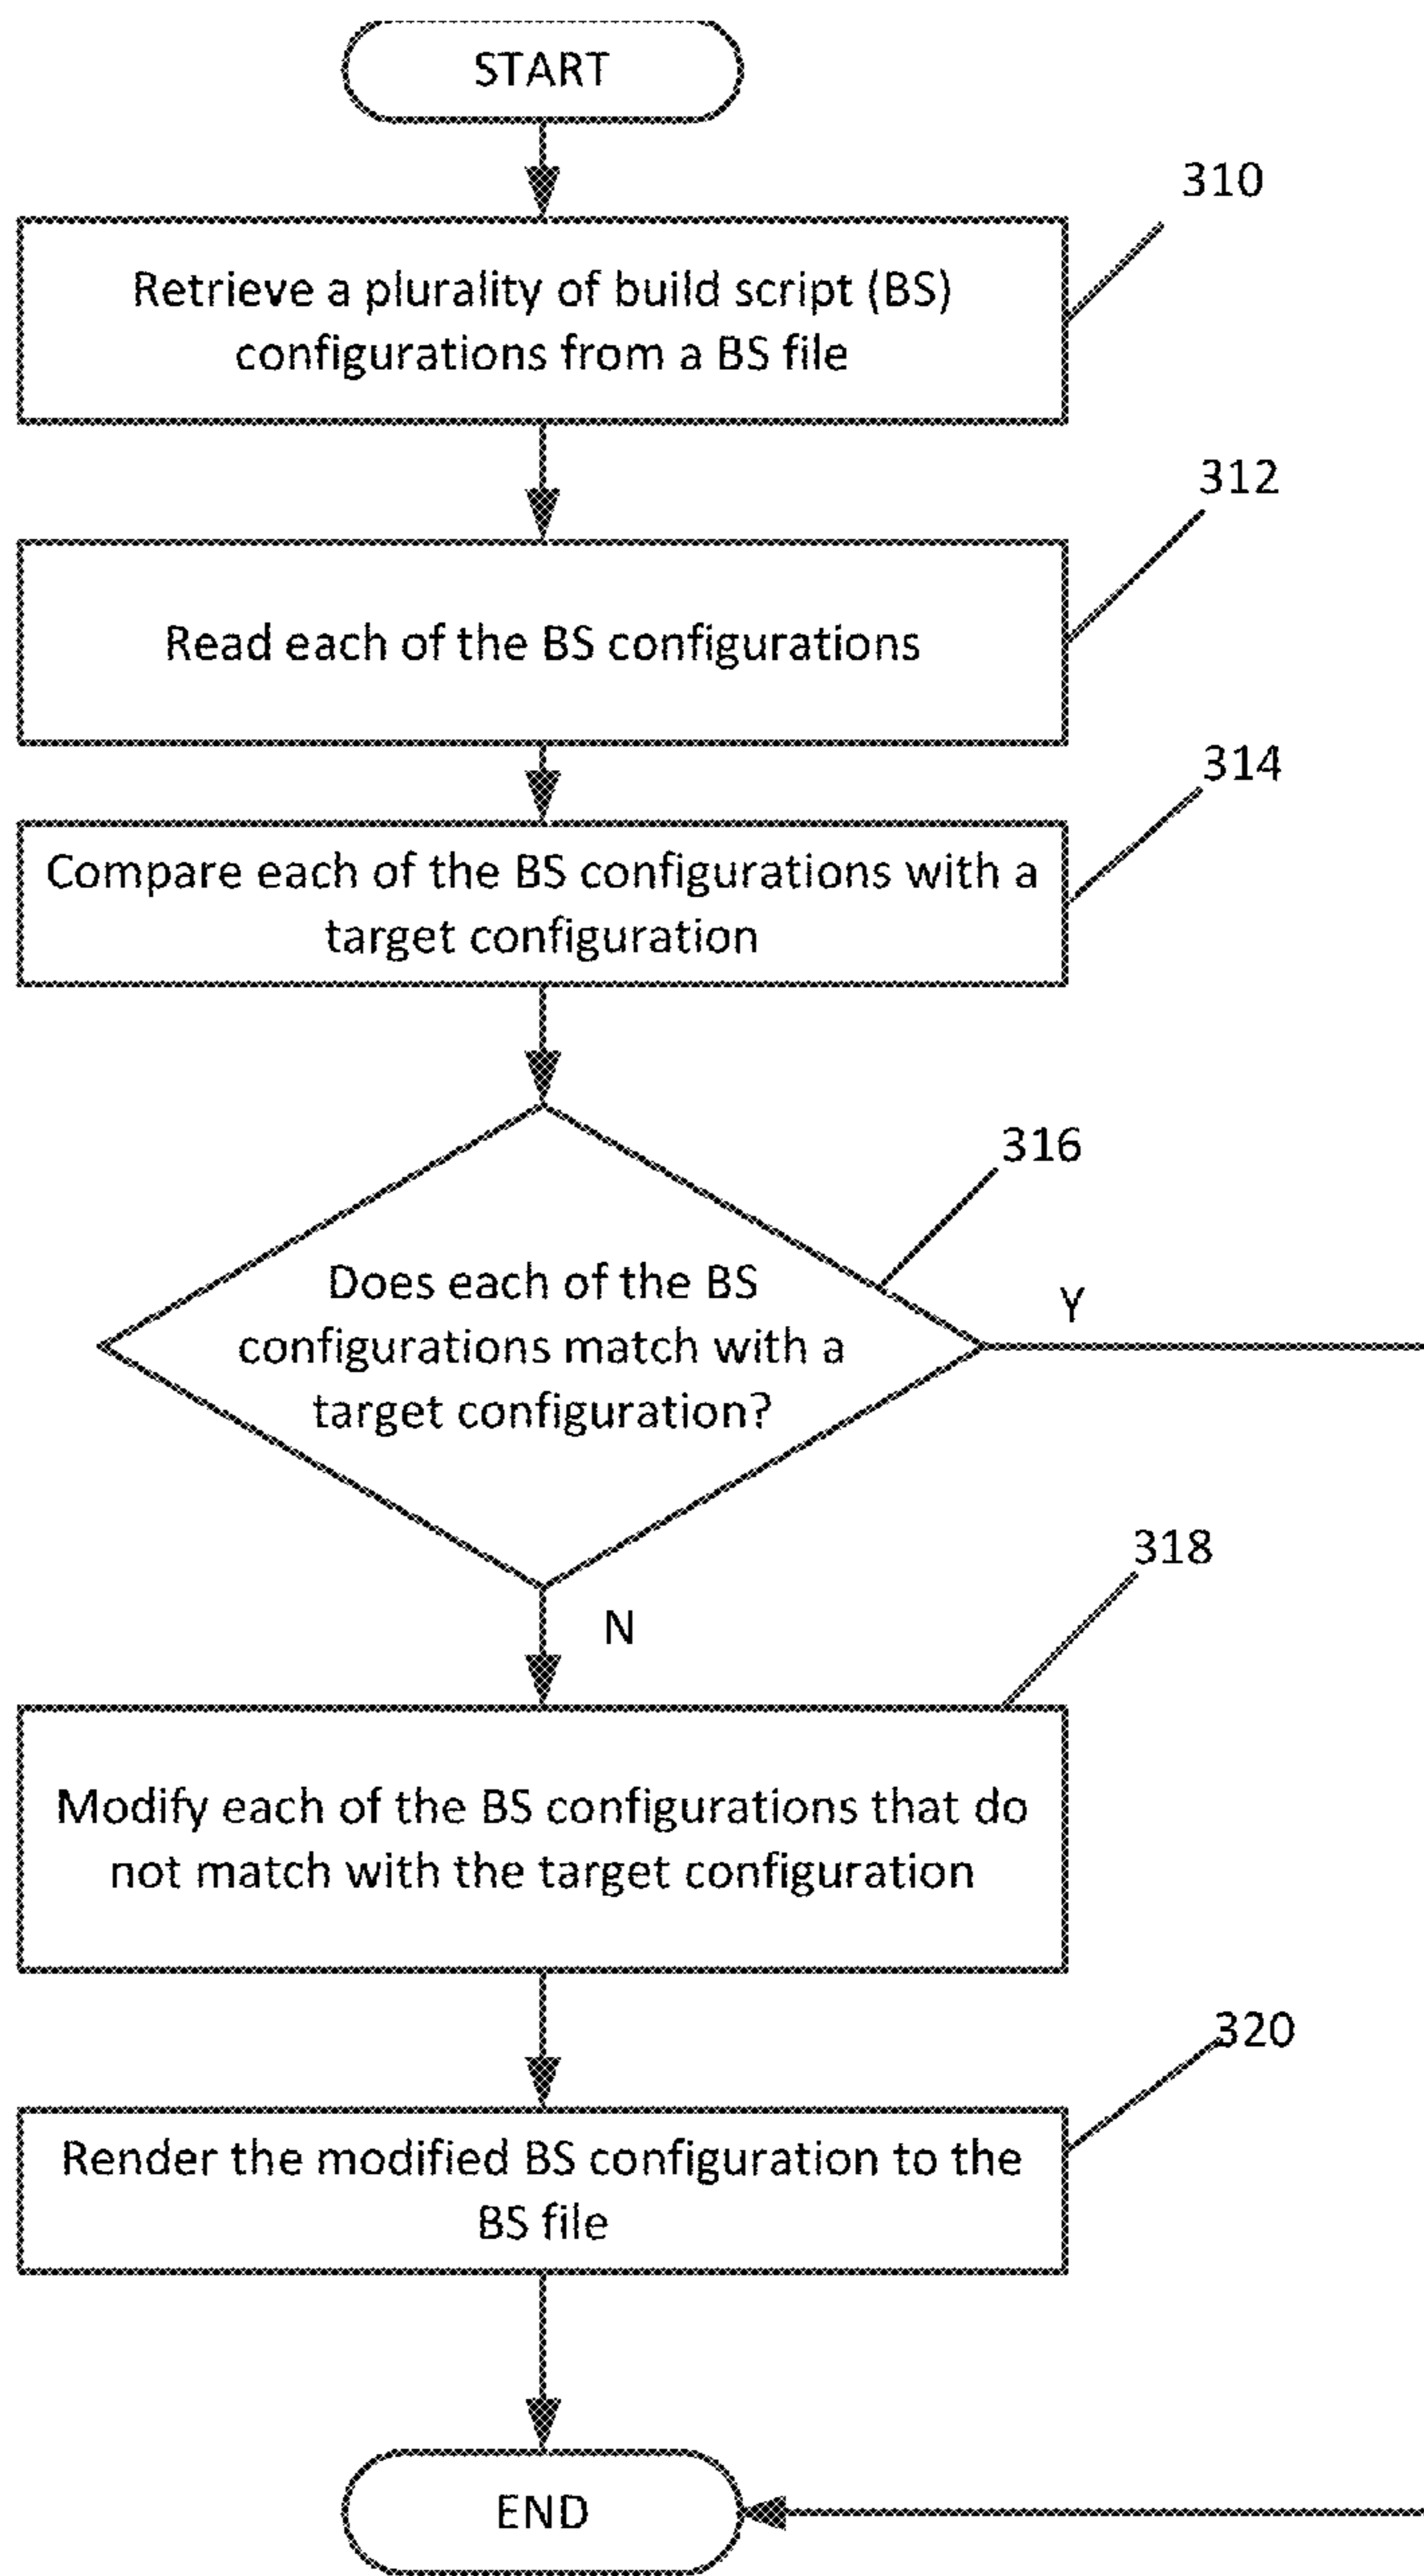 START
310
Retrieve a plurality of build script (BS)
configurations from a BS file
312
Read each of the BS configurations
314
Compare each of the BS configurations with a
target configuration
316
Does each of the BS
configurations match with a
target configuration?
Y
N
318
Modify each of the BS configurations that do
not match with the target configuration
320
Render the modified BS configuration to the
BS file
END